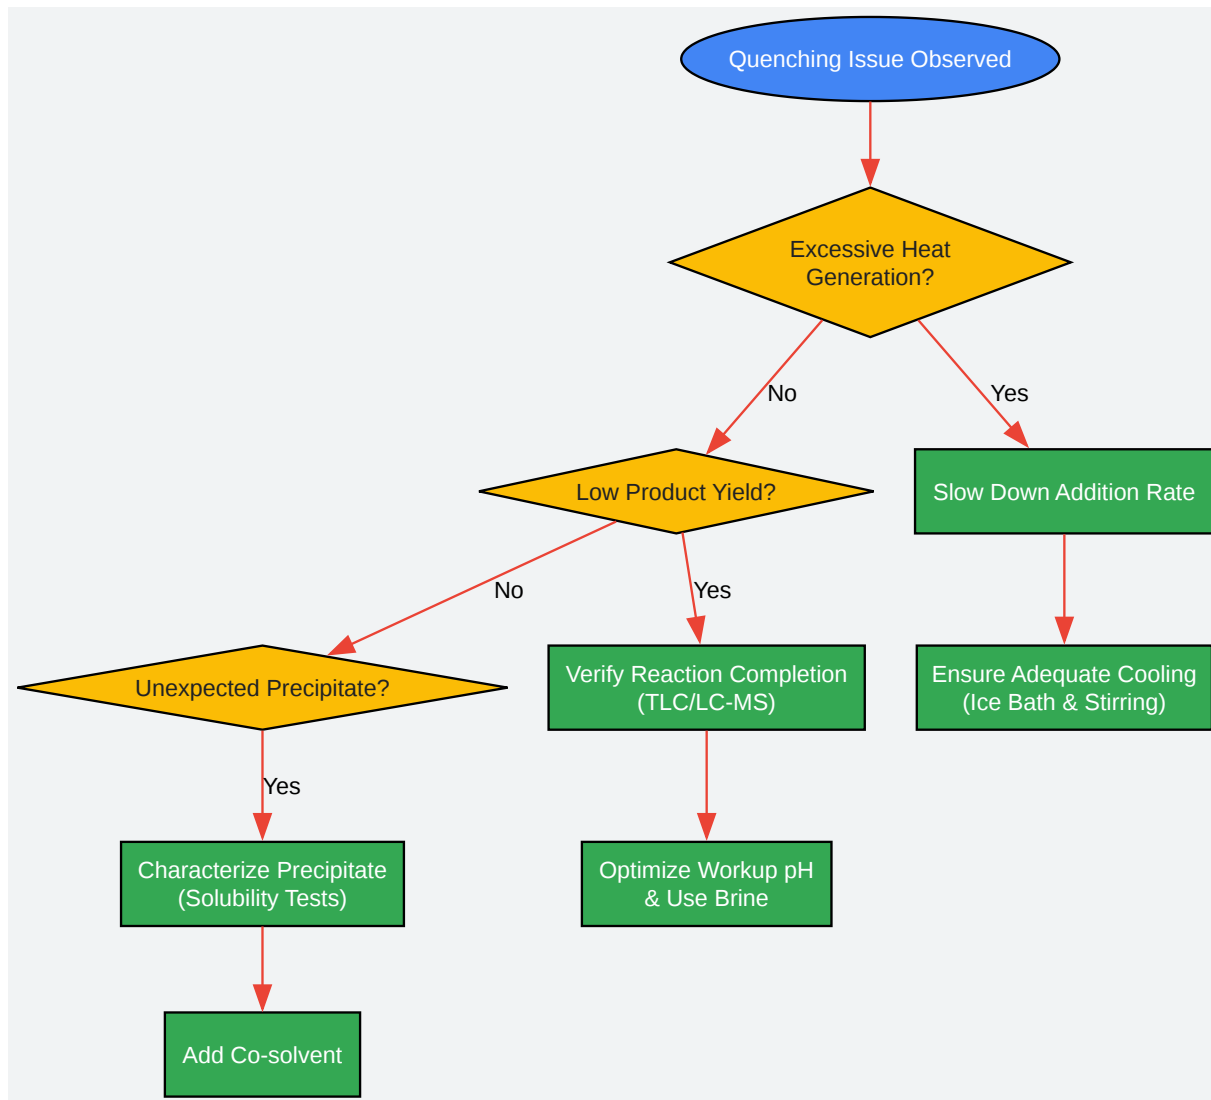 Quenching Issue Observed
Excessive Heat
Generation?
No
Yes
Low Product Yield?
Slow Down Addition Rate
No
Yes
Unexpected Precipitate?
Verify Reaction Completion
(TLC/LC-MS)
Ensure Adequate Cooling
(Ice Bath & Stirring)
Yes
Characterize Precipitate
(Solubility Tests)
Optimize Workup pH
& Use Brine
Add Co-solvent